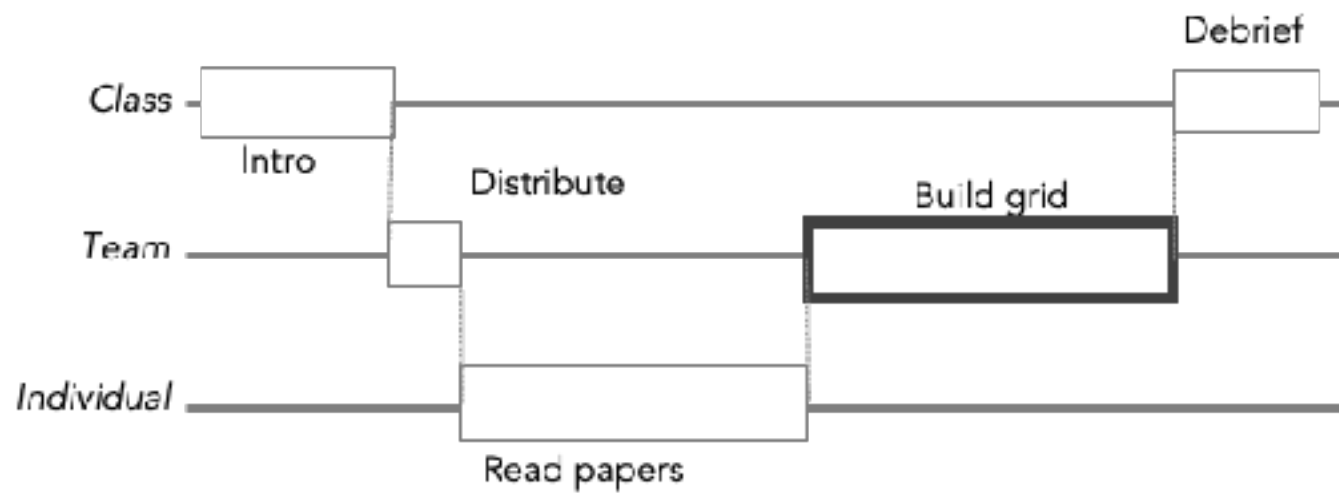 Debrief
Class
Intro
Distribute
Build grid
Team
Individual
Read papers